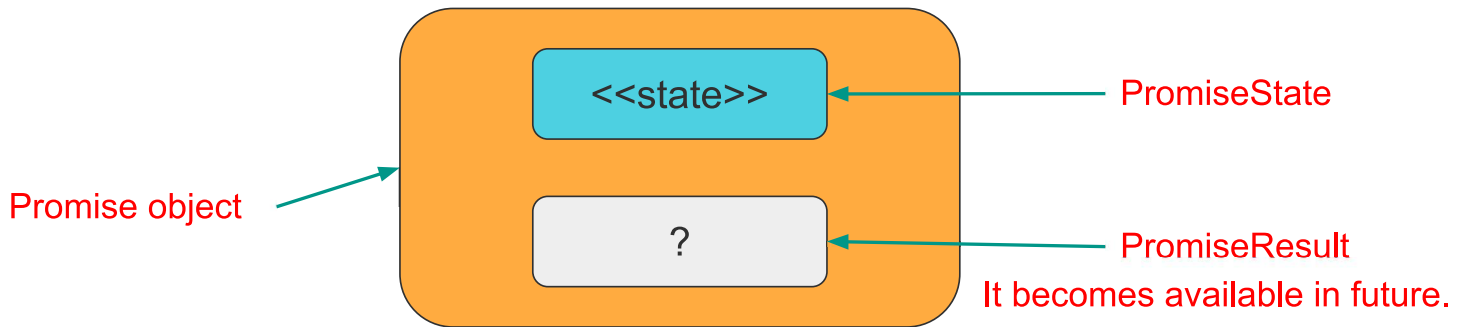 <<state>>
PromiseState
Promise object
?
PromiseResult
It becomes available in future.